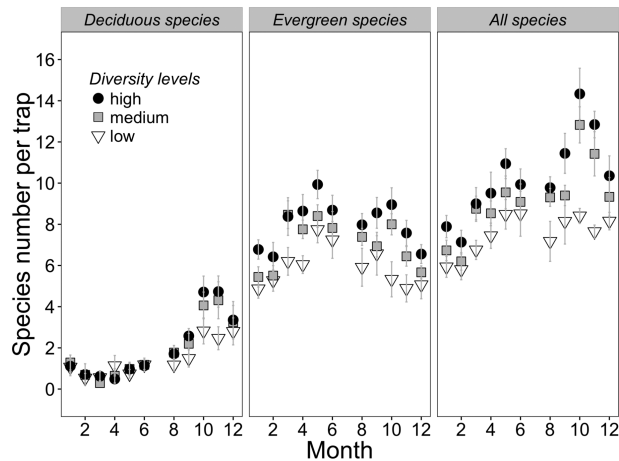 Deciduous species
Evergreen species
All species
Diversity levels
high
medium
low
Species number per trap
16
14
12
10
8
6
4
2
0
2 4 6 8 10 12
2 4 6 8 10 12
2 4 6 8 10 12
Month